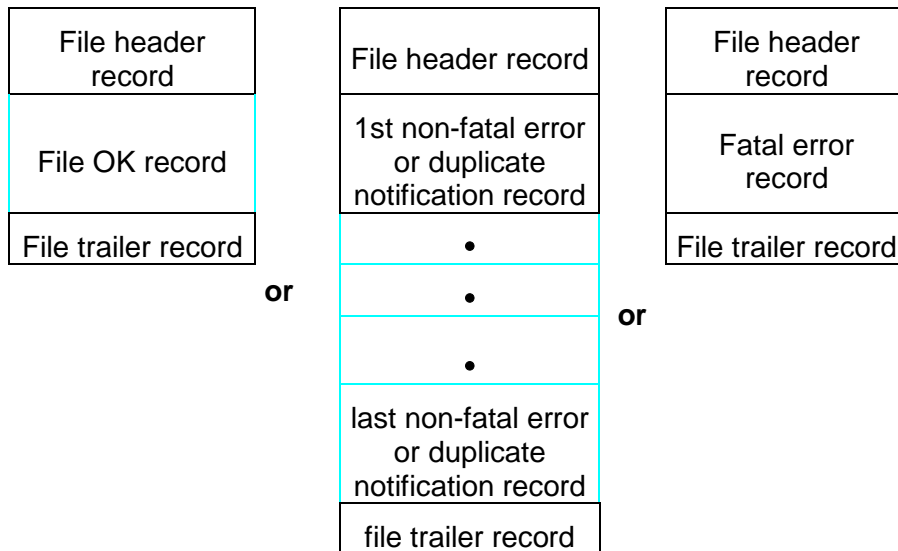 File header
record
File OK record
File trailer record
or
File header record
1st non-fatal error
or duplicate
notification record
•
•
•
last non-fatal error
or duplicate
notification record
file trailer record
or
File header
record
Fatal error
record
File trailer record